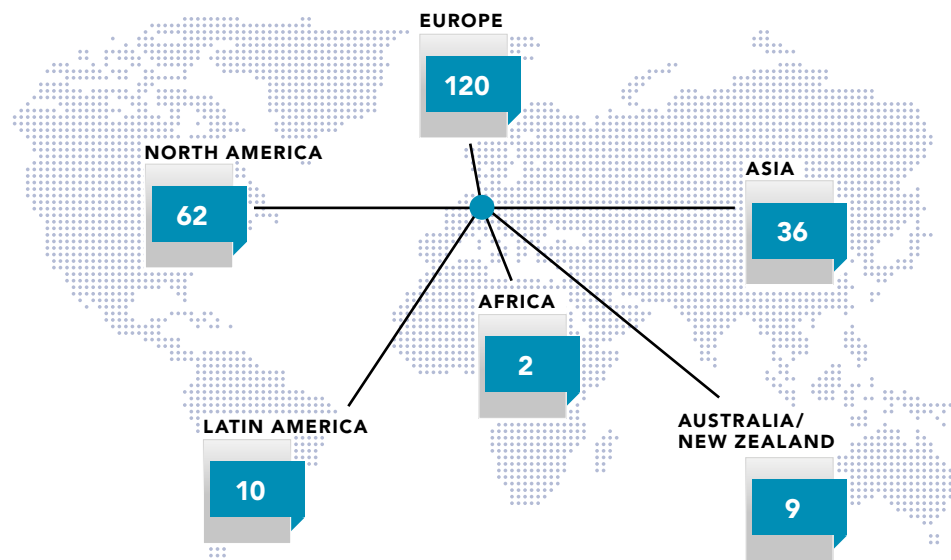 EUROPE
120
NORTH AMERICA
62
ASIA
36
AFRICA
2
LATIN AMERICA
10
AUSTRALIA/
NEW ZEALAND
9